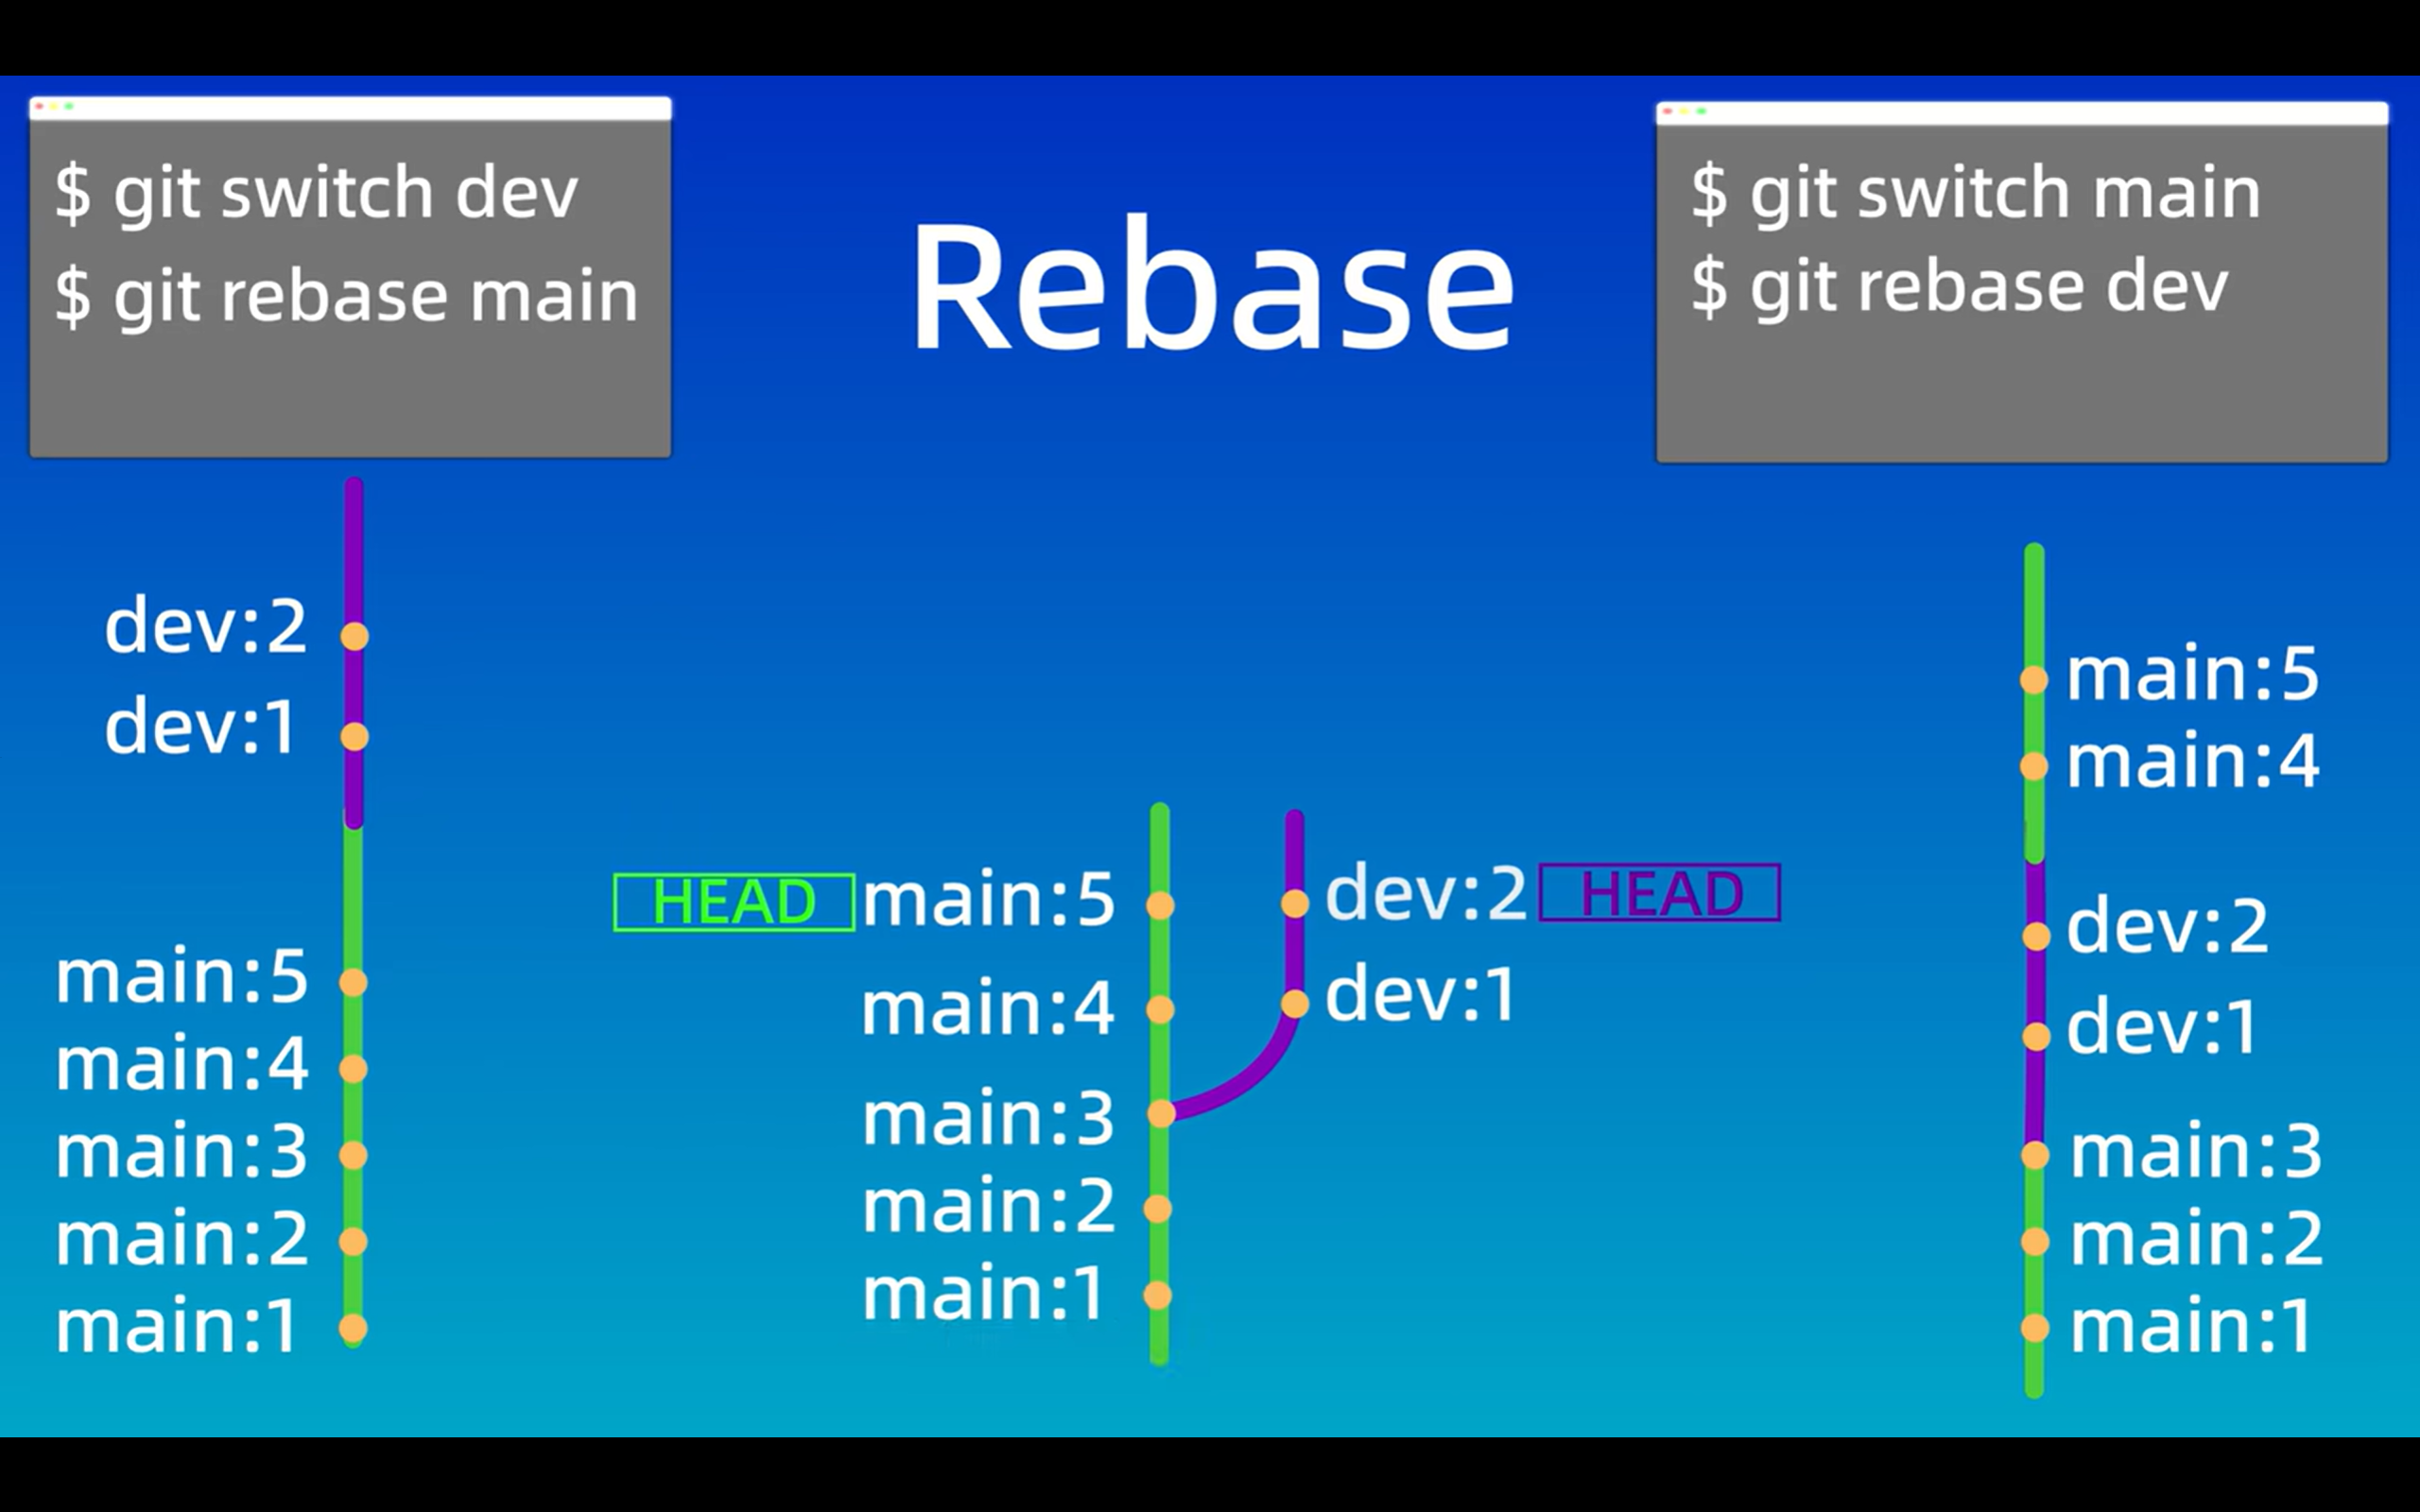 $ git switch dev
$ git rebase main
Rebase
$ git switch main
$ git rebase dev
dev:2
dev:1
main:5
main:4
main:3
main:2
main:1
HEAD main:5
main:4
main:3
main:2
main:1
dev:2 HEAD
dev:1
main:5
main:4
dev:2
dev:1
main:3
main:2
main:1